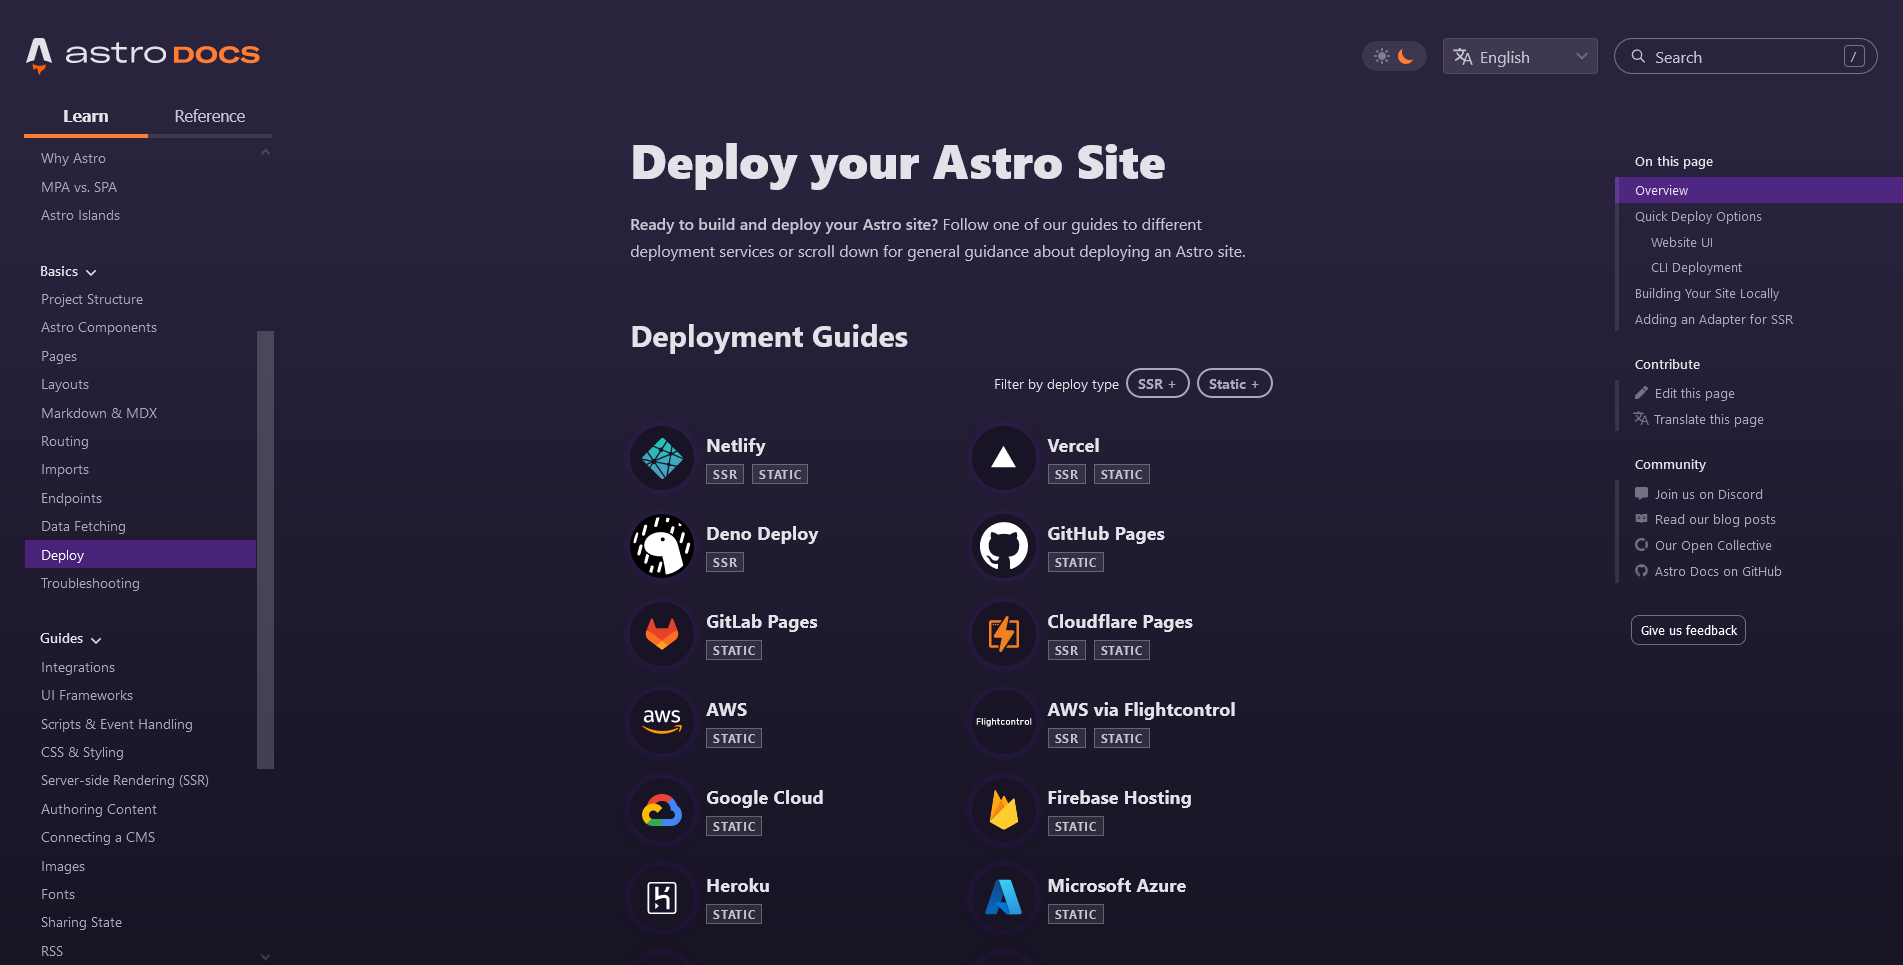 astro DOCS
English
Search
/
Learn
Reference
Why Astro
MPA vs. SPA
Astro Islands
Basics
Project Structure
Astro Components
Pages
Layouts
Markdown & MDX
Routing
Imports
Endpoints
Data Fetching
Deploy
Troubleshooting
Guides
Integrations
UI Frameworks
Scripts & Event Handling
CSS & Styling
Server-side Rendering (SSR)
Authoring Content
Connecting a CMS
Images
Fonts
Sharing State
RSS
Deploy your Astro Site
Ready to build and deploy your Astro site? Follow one of our guides to different
deployment services or scroll down for general guidance about deploying an Astro site.
Deployment Guides
Filter by deploy type SSR + Static +
Netlify
SSR STATIC
Vercel
SSR STATIC
Deno Deploy
SSR
GitHub Pages
STATIC
GitLab Pages
STATIC
Cloudflare Pages
SSR STATIC
aws
AWS
STATIC
Flightcontrol
AWS via Flightcontrol
SSR STATIC
Google Cloud
STATIC
Firebase Hosting
STATIC
Heroku
STATIC
Microsoft Azure
STATIC
On this page
Overview
Quick Deploy Options
Website UI
CLI Deployment
Building Your Site Locally
Adding an Adapter for SSR
Contribute
Edit this page
Translate this page
Community
Join us on Discord
Read our blog posts
Our Open Collective
Astro Docs on GitHub
Give us feedback